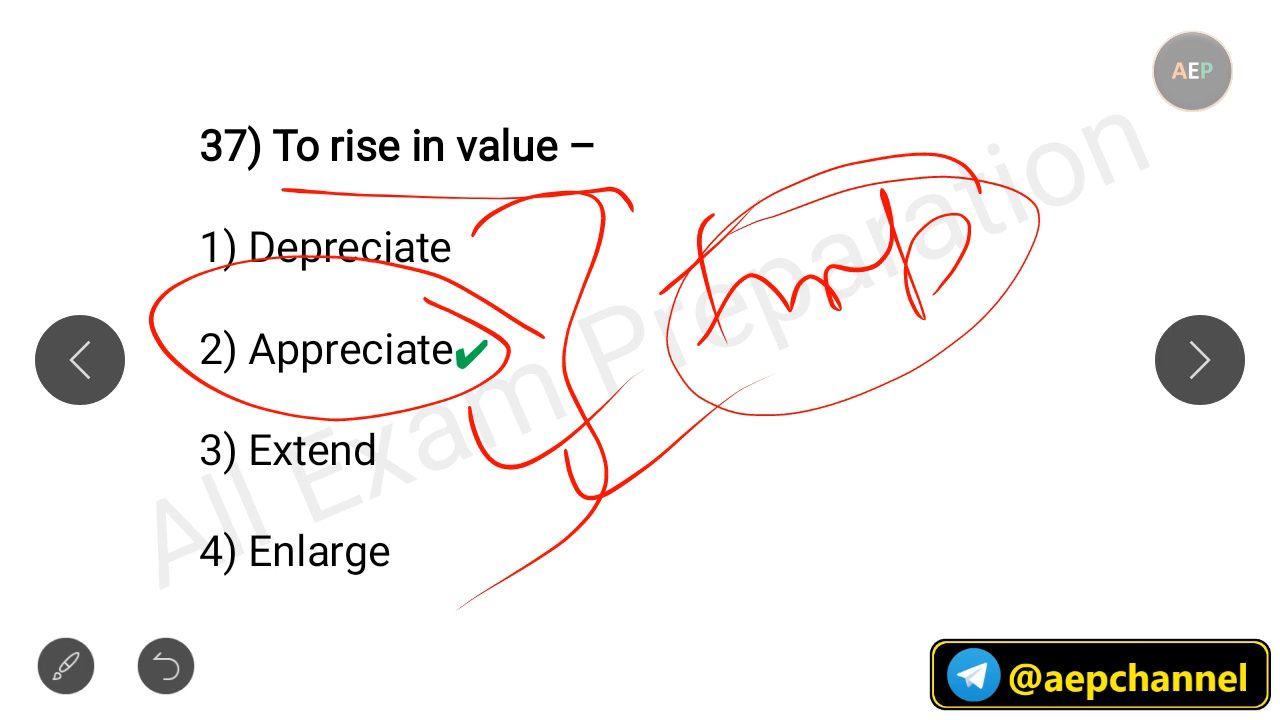 AEP
37) To rise in value –
1) Depreciate
2) Appreciate✔
3) Extend
4) Enlarge
Imp
All Exam Preparation
@aepchannel